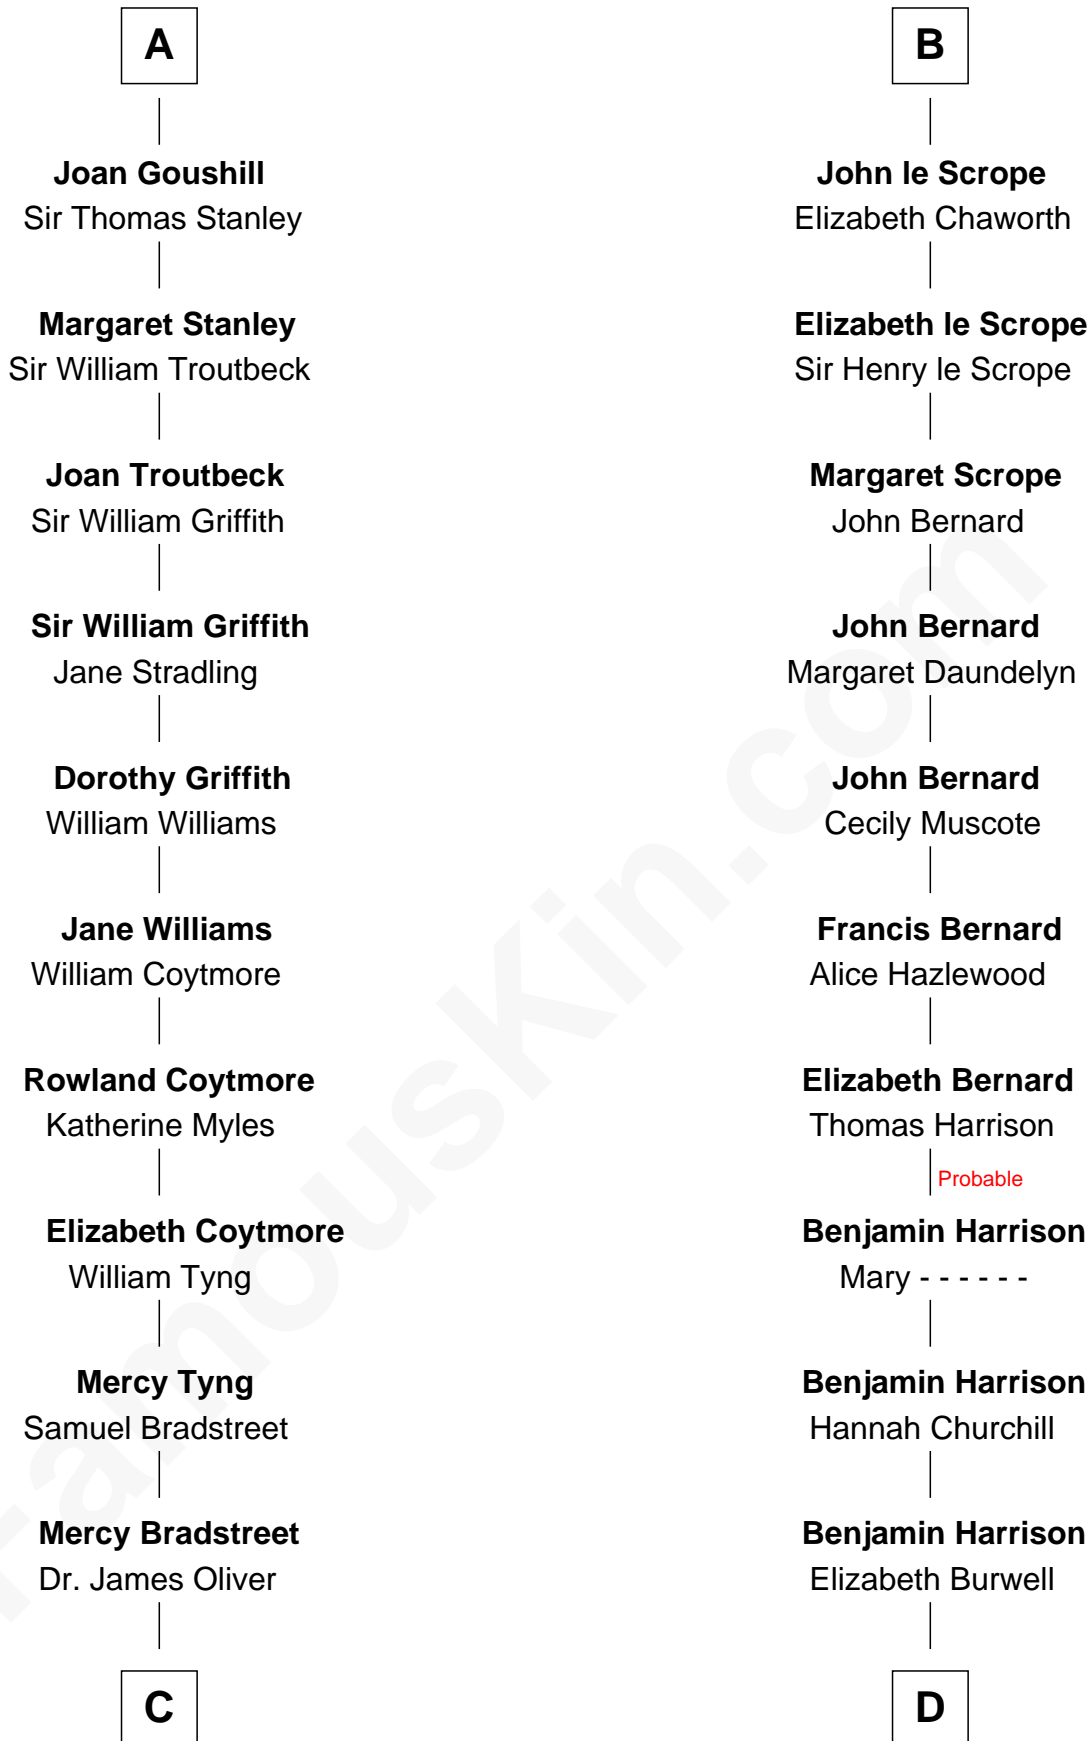 A
Joan Goushill
Sir Thomas Stanley
Margaret Stanley
Sir William Troutbeck
Joan Troutbeck
Sir William Griffith
Sir William Griffith
Jane Stradling
Dorothy Griffith
William Williams
Jane Williams
William Coytmore
Rowland Coytmore
Katherine Myles
Elizabeth Coytmore
William Tyng
Mercy Tyng
Samuel Bradstreet
Mercy Bradstreet
Dr. James Oliver
C
B
John le Scrope
Elizabeth Chaworth
Elizabeth le Scrope
Sir Henry le Scrope
Margaret Scrope
John Bernard
John Bernard
Margaret Daundelyn
John Bernard
Cecily Muscote
Francis Bernard
Alice Hazlewood
Elizabeth Bernard
Thomas Harrison
Probable
Benjamin Harrison
Mary - - - - - -
Benjamin Harrison
Hannah Churchill
Benjamin Harrison
Elizabeth Burwell
D
FamousKin.com